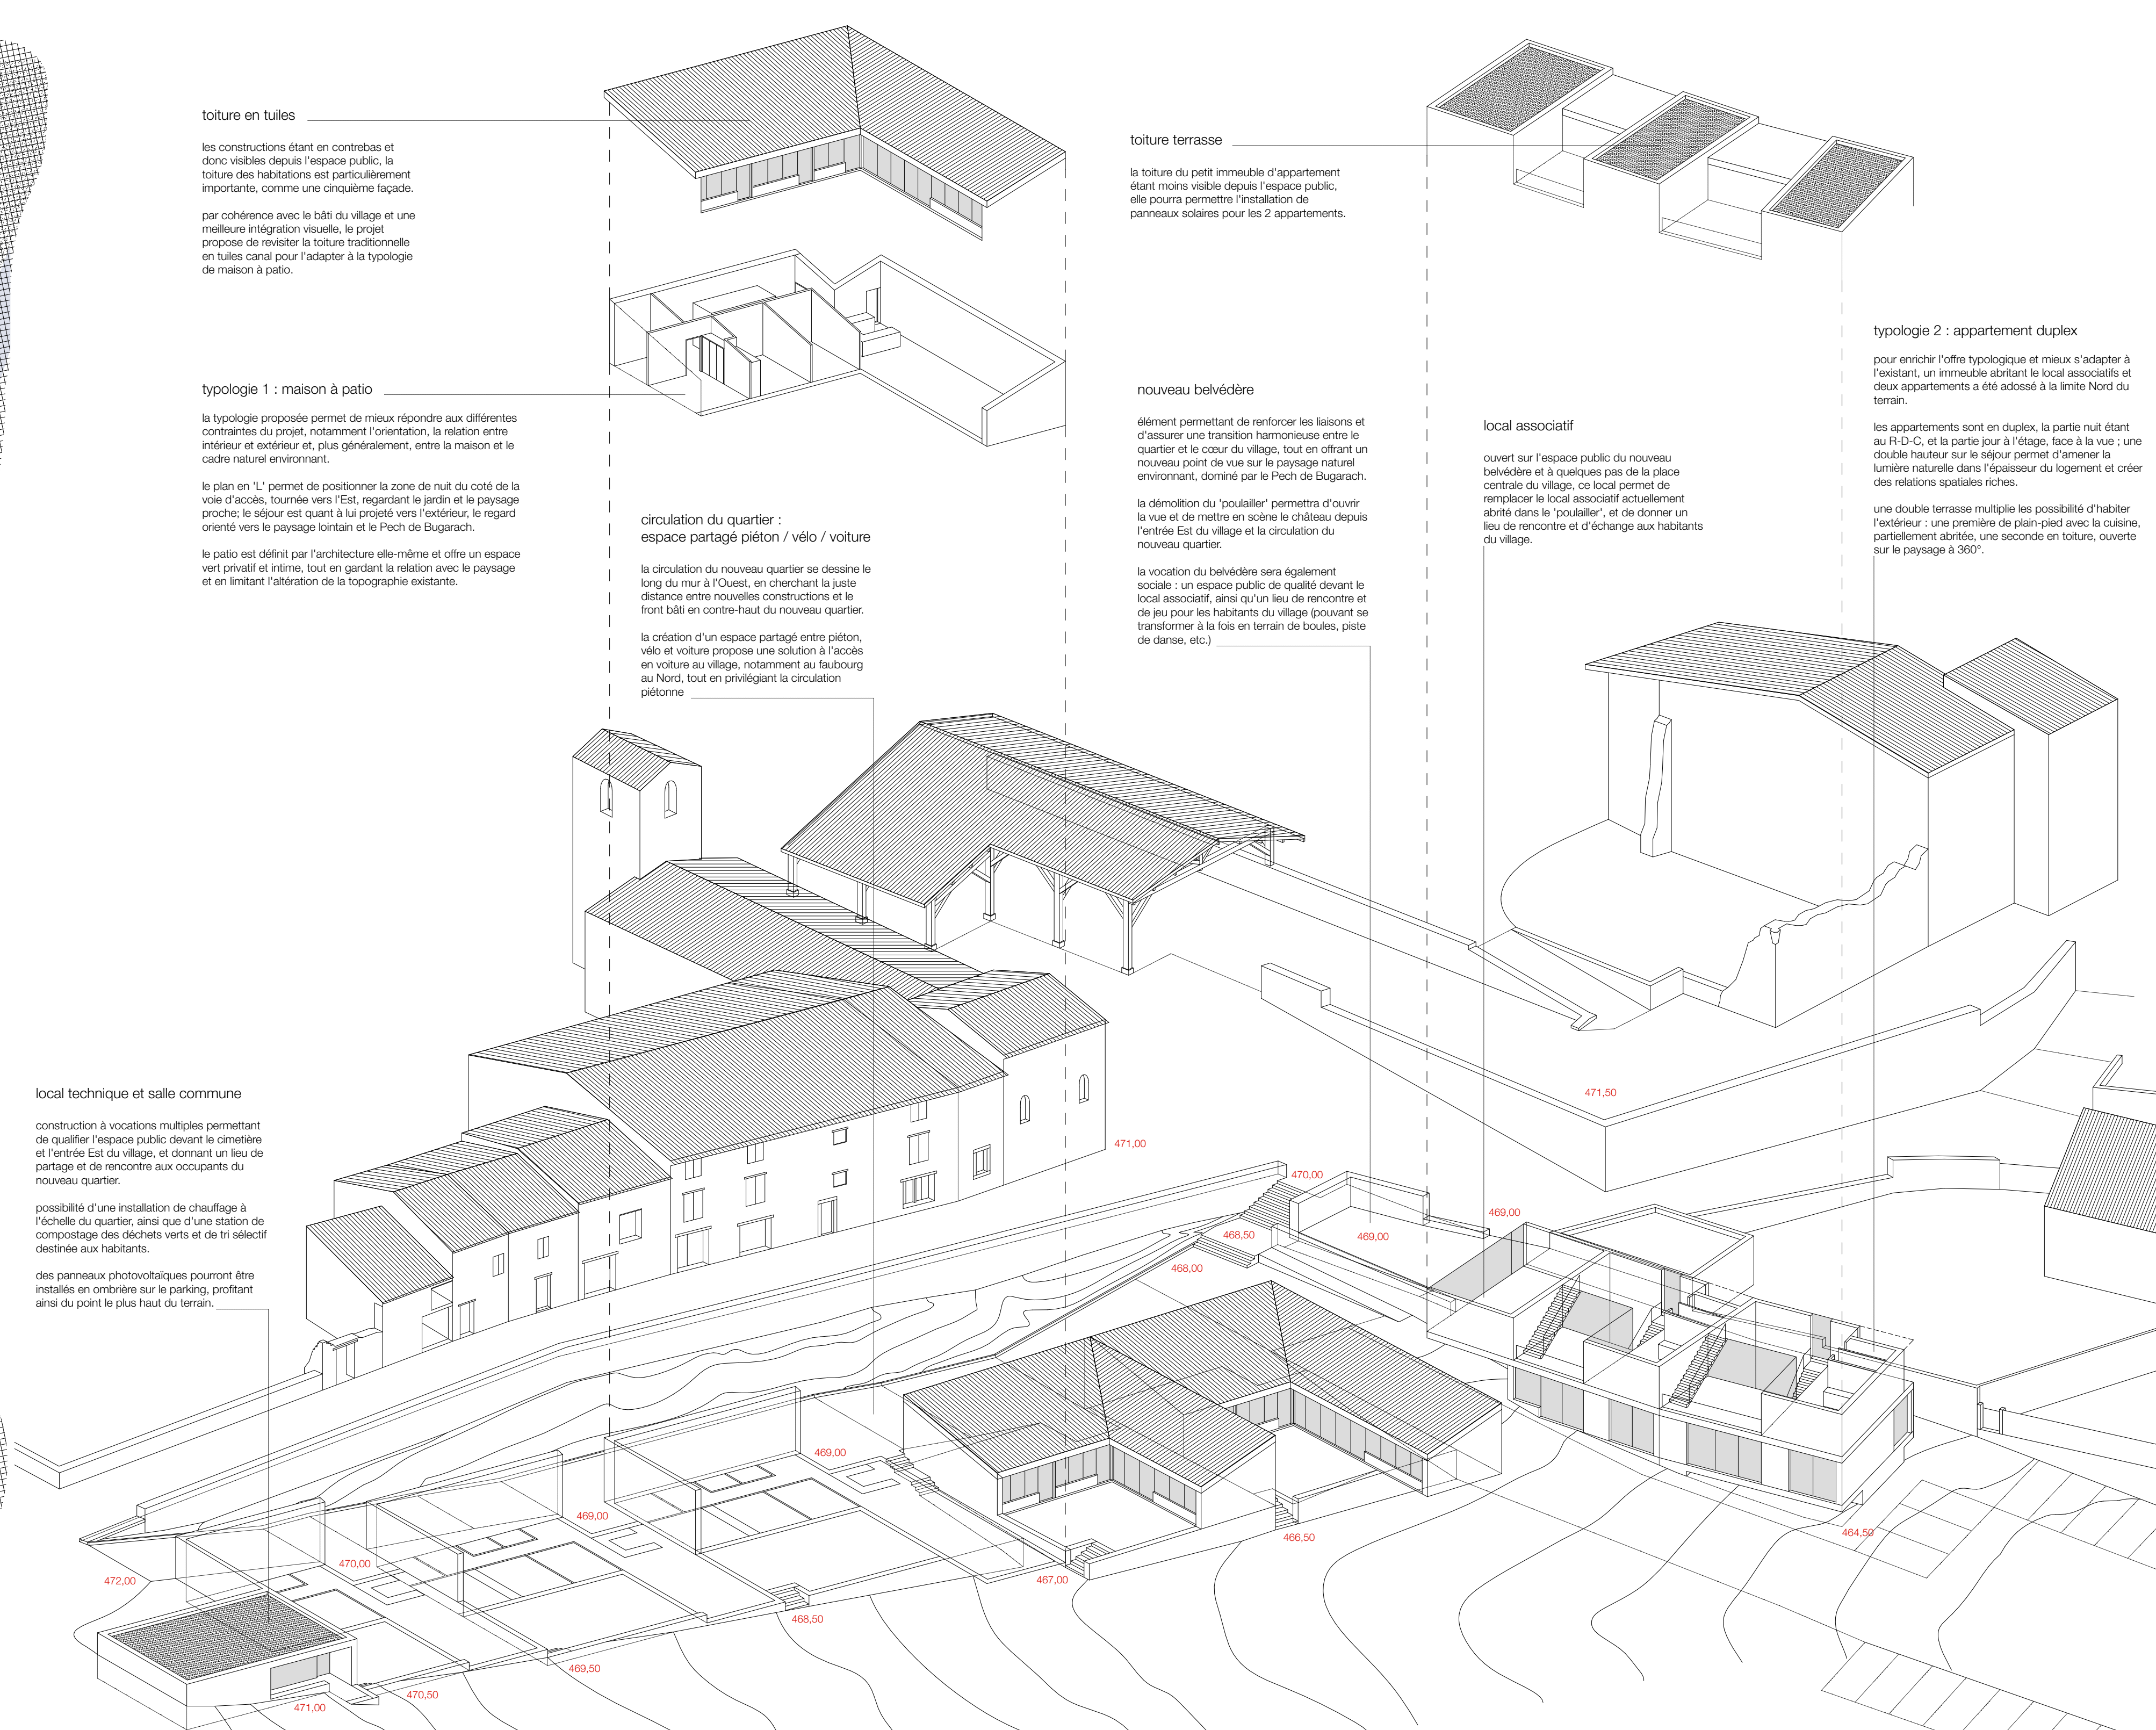 toiture en tuiles
les constructions étant en contrebas et
donc visibles depuis l'espace public, la
toiture des habitations est particulièrement
importante, comme une cinquième façade.
par cohérence avec le bâti du village et une
meilleure intégration visuelle, le projet
propose de revisiter la toiture traditionnelle
en tuiles canal pour l'adapter à la typologie
de maison à patio.
typologie 1 : maison à patio
la typologie proposée permet de mieux répondre aux différentes
contraintes du projet, notamment l'orientation, la relation entre
intérieur et extérieur et, plus généralement, entre la maison et le
cadre naturel environnant.
le plan en 'L' permet de positionner la zone de nuit du coté de la
voie d'accès, tournée vers l'Est, regardant le jardin et le paysage
proche; le séjour est quant à lui projeté vers l'extérieur, le regard
orienté vers le paysage lointain et le Pech de Bugarach.
le patio est définit par l'architecture elle-même et offre un espace
vert privatif et intime, tout en gardant la relation avec le paysage
et en limitant l'altération de la topographie existante.
circulation du quartier :
espace partagé piéton / vélo / voiture
la circulation du nouveau quartier se dessine le
long du mur à l'Ouest, en cherchant la juste
distance entre nouvelles constructions et le
front bâti en contre-haut du nouveau quartier.
la création d'un espace partagé entre piéton,
vélo et voiture propose une solution à l'accès
en voiture au village, notamment au faubourg
au Nord, tout en privilégiant la circulation
piétonne
toiture terrasse
la toiture du petit immeuble d'appartement
étant moins visible depuis l'espace public,
elle pourra permettre l'installation de
panneaux solaires pour les 2 appartements.
nouveau belvédère
élément permettant de renforcer les liaisons et
d'assurer une transition harmonieuse entre le
quartier et le cœur du village, tout en offrant un
nouveau point de vue sur le paysage naturel
environnant, dominé par le Pech de Bugarach.
la démolition du 'poulailler' permettra d'ouvrir
la vue et de mettre en scène le château depuis
l'entrée Est du village et la circulation du
nouveau quartier.
la vocation du belvédère sera également
sociale : un espace public de qualité devant le
local associatif, ainsi qu'un lieu de rencontre et
de jeu pour les habitants du village (pouvant se
transformer à la fois en terrain de boules, piste
de danse, etc.)
local associatif
ouvert sur l'espace public du nouveau
belvédère et à quelques pas de la place
centrale du village, ce local permet de
remplacer le local associatif actuellement
abrité dans le 'poulailler', et de donner un
lieu de rencontre et d'échange aux habitants
du village.
typologie 2 : appartement duplex
pour enrichir l'offre typologique et mieux s'adapter à
l'existant, un immeuble abritant le local associatifs et
deux appartements a été adossé à la limite Nord du
terrain.
les appartements sont en duplex, la partie nuit étant
au R-D-C, et la partie jour à l'étage, face à la vue ; une
double hauteur sur le séjour permet d'amener la
lumière naturelle dans l'épaisseur du logement et créer
des relations spatiales riches.
une double terrasse multiplie les possibilité d'habiter
l'extérieur : une première de plain-pied avec la cuisine,
partiellement abritée, une seconde en toiture, ouverte
sur le paysage à 360°.
local technique et salle commune
construction à vocations multiples permettant
de qualifier l'espace public devant le cimetière
et l'entrée Est du village, et donnant un lieu de
partage et de rencontre aux occupants du
nouveau quartier.
possibilité d'une installation de chauffage à
l'échelle du quartier, ainsi que d'une station de
compostage des déchets verts et de tri sélectif
destinée aux habitants.
des panneaux photovoltaïques pourront être
installés en ombrière sur le parking, profitant
ainsi du point le plus haut du terrain.
471,50
471,00
470,00
469,00
468,50
469,00
468,00
469,00
469,00
470,00
472,00
466,50
464,50
467,00
468,50
469,50
470,50
471,00